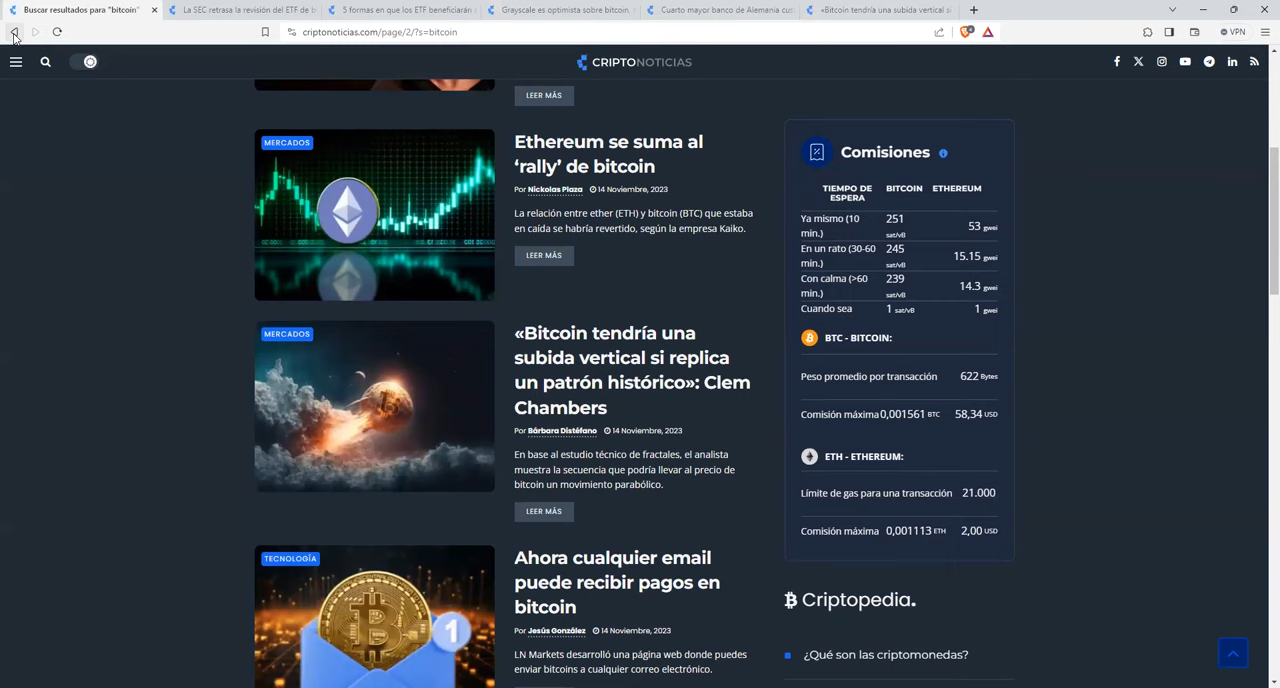 Buscar resultados para "bitcoin"
La SEC retrasa la revisión del ETF de b
5 formas en que los ETF beneficiarán a
Grayscale es optimista sobre bitcoin,
Cuarto mayor banco de Alemania cust
«Bitcoin tendría una subida vertical si
criptonoticias.com/page/2/?s=bitcoin
4
VPN
CRIPTONOTICIAS
LEER MÁS
MERCADOS
Ethereum se suma al
‘rally’ de bitcoin
Por Nickolas Plaza 14 Noviembre, 2023
La relación entre ether (ETH) y bitcoin (BTC) que estaba
en caída se habría revertido, según la empresa Kaiko.
LEER MÁS
MERCADOS
«Bitcoin tendría una
subida vertical si replica
un patrón histórico»: Clem
Chambers
Por Bárbara Distéfano 14 Noviembre, 2023
En base al estudio técnico de fractales, el analista
muestra la secuencia que podría llevar al precio de
bitcoin un movimiento parabólico.
LEER MÁS
TECNOLOGÍA
1
Ahora cualquier email
puede recibir pagos en
bitcoin
Por Jesús González 14 Noviembre, 2023
LN Markets desarrolló una página web donde puedes
enviar bitcoins a cualquier correo electrónico.
Comisiones
TIEMPO DE ESPERA BITCOIN ETHEREUM
Ya mismo (10 min.) 251 sat/vB 53 gwei
En un rato (30-60 min.) 245 sat/vB 15.15 gwei
Con calma (>60 min.) 239 sat/vB 14.3 gwei
Cuando sea 1 sat/vB 1 gwei
BTC - BITCOIN:
Peso promedio por transacción 622 Bytes
Comisión máxima 0,001561 BTC 58,34 USD
ETH - ETHEREUM:
Límite de gas para una transacción 21.000
Comisión máxima 0,001113 ETH 2,00 USD
Criptopedia.
¿Qué son las criptomonedas?